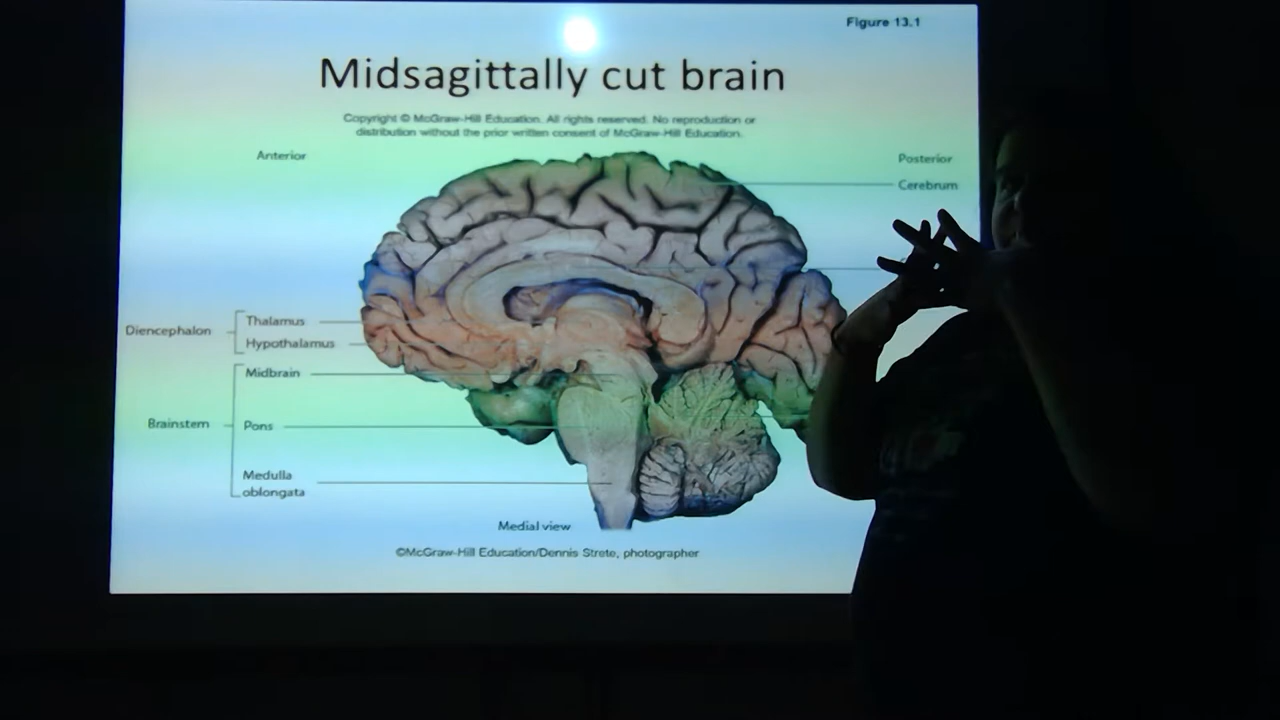 Figure 13.1
Midsagittally cut brain
Copyright © McGraw-Hill Education. All rights reserved. No reproduction or
distribution without the prior written consent of McGraw-Hill Education.
Anterior
Posterior
Cerebrum
Diencephalon
Thalamus
Hypothalamus
Midbrain
Brainstem
Pons
Medulla
oblongata
Medial view
©McGraw-Hill Education/Dennis Strete, photographer